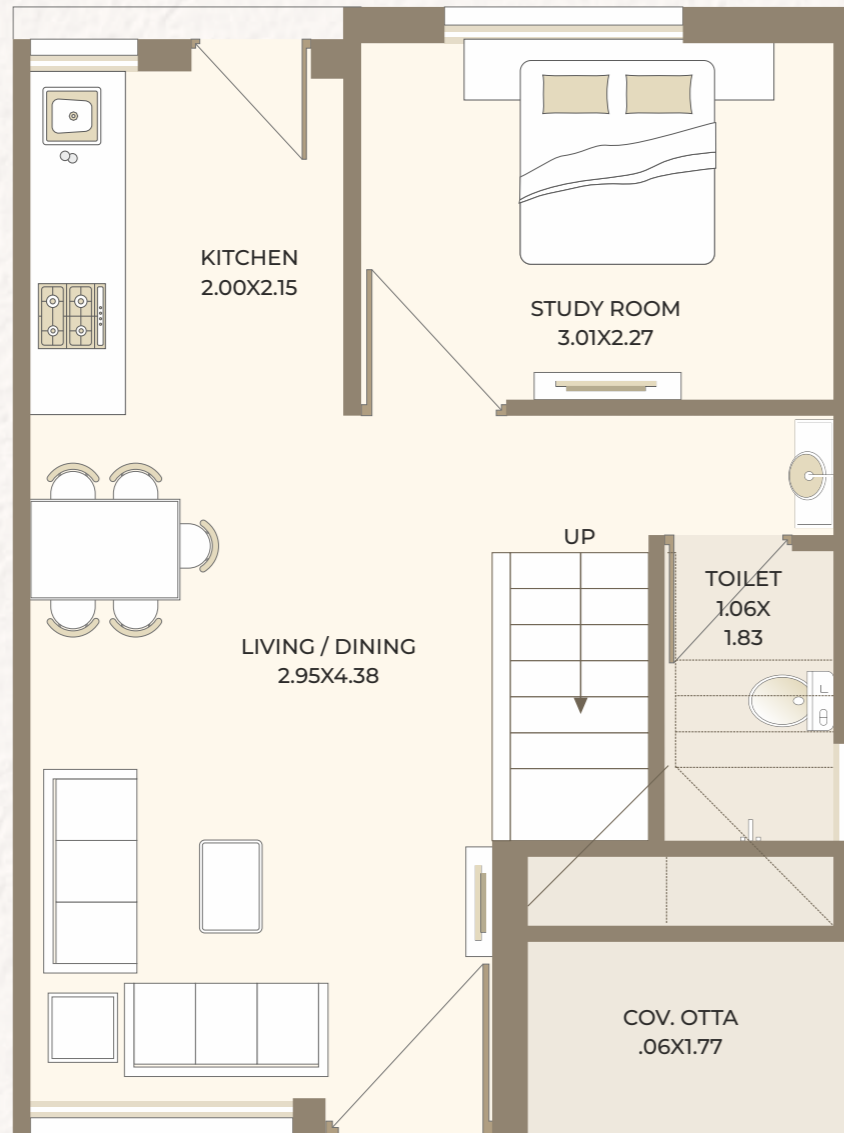 KITCHEN
2.00X2.15
STUDY ROOM
3.01X2.27
UP
TOILET
1.06X
1.83
LIVING / DINING
2.95X4.38
COV. OTTA
.06X1.77